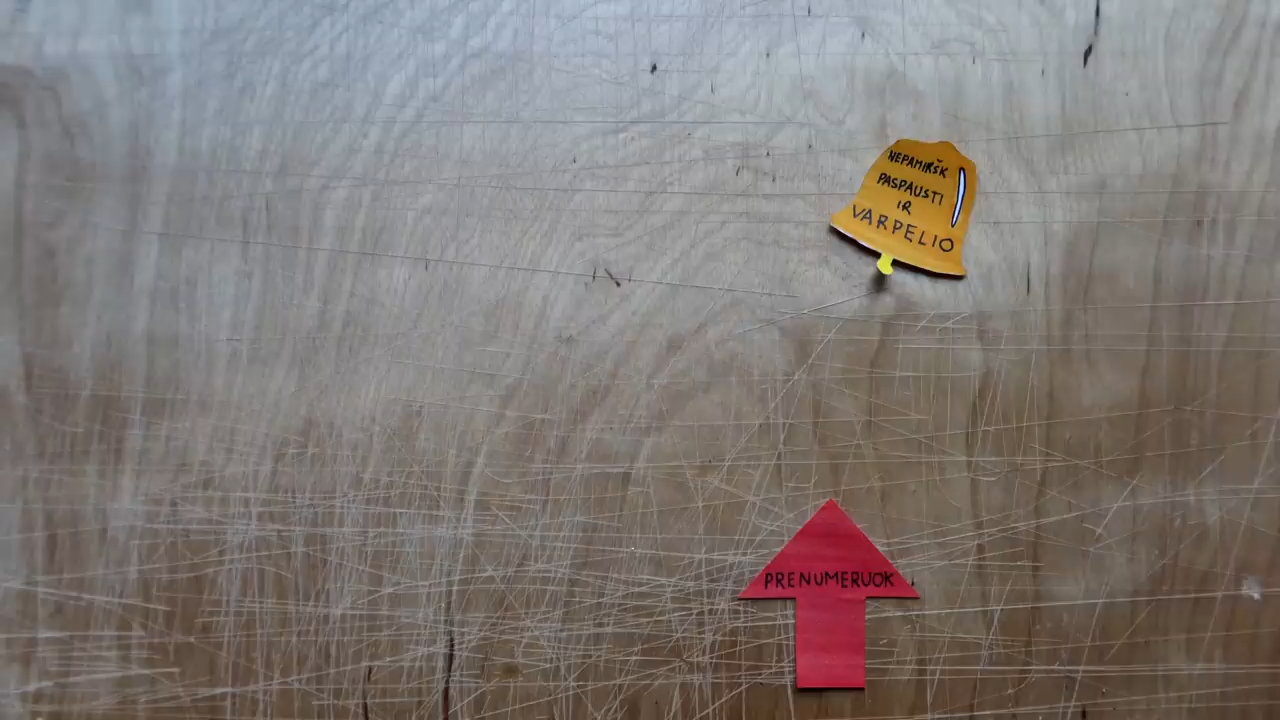 NEPAMIRŠK
PASPAUSTI
IR
VARPELIO
PRENUMERUOK